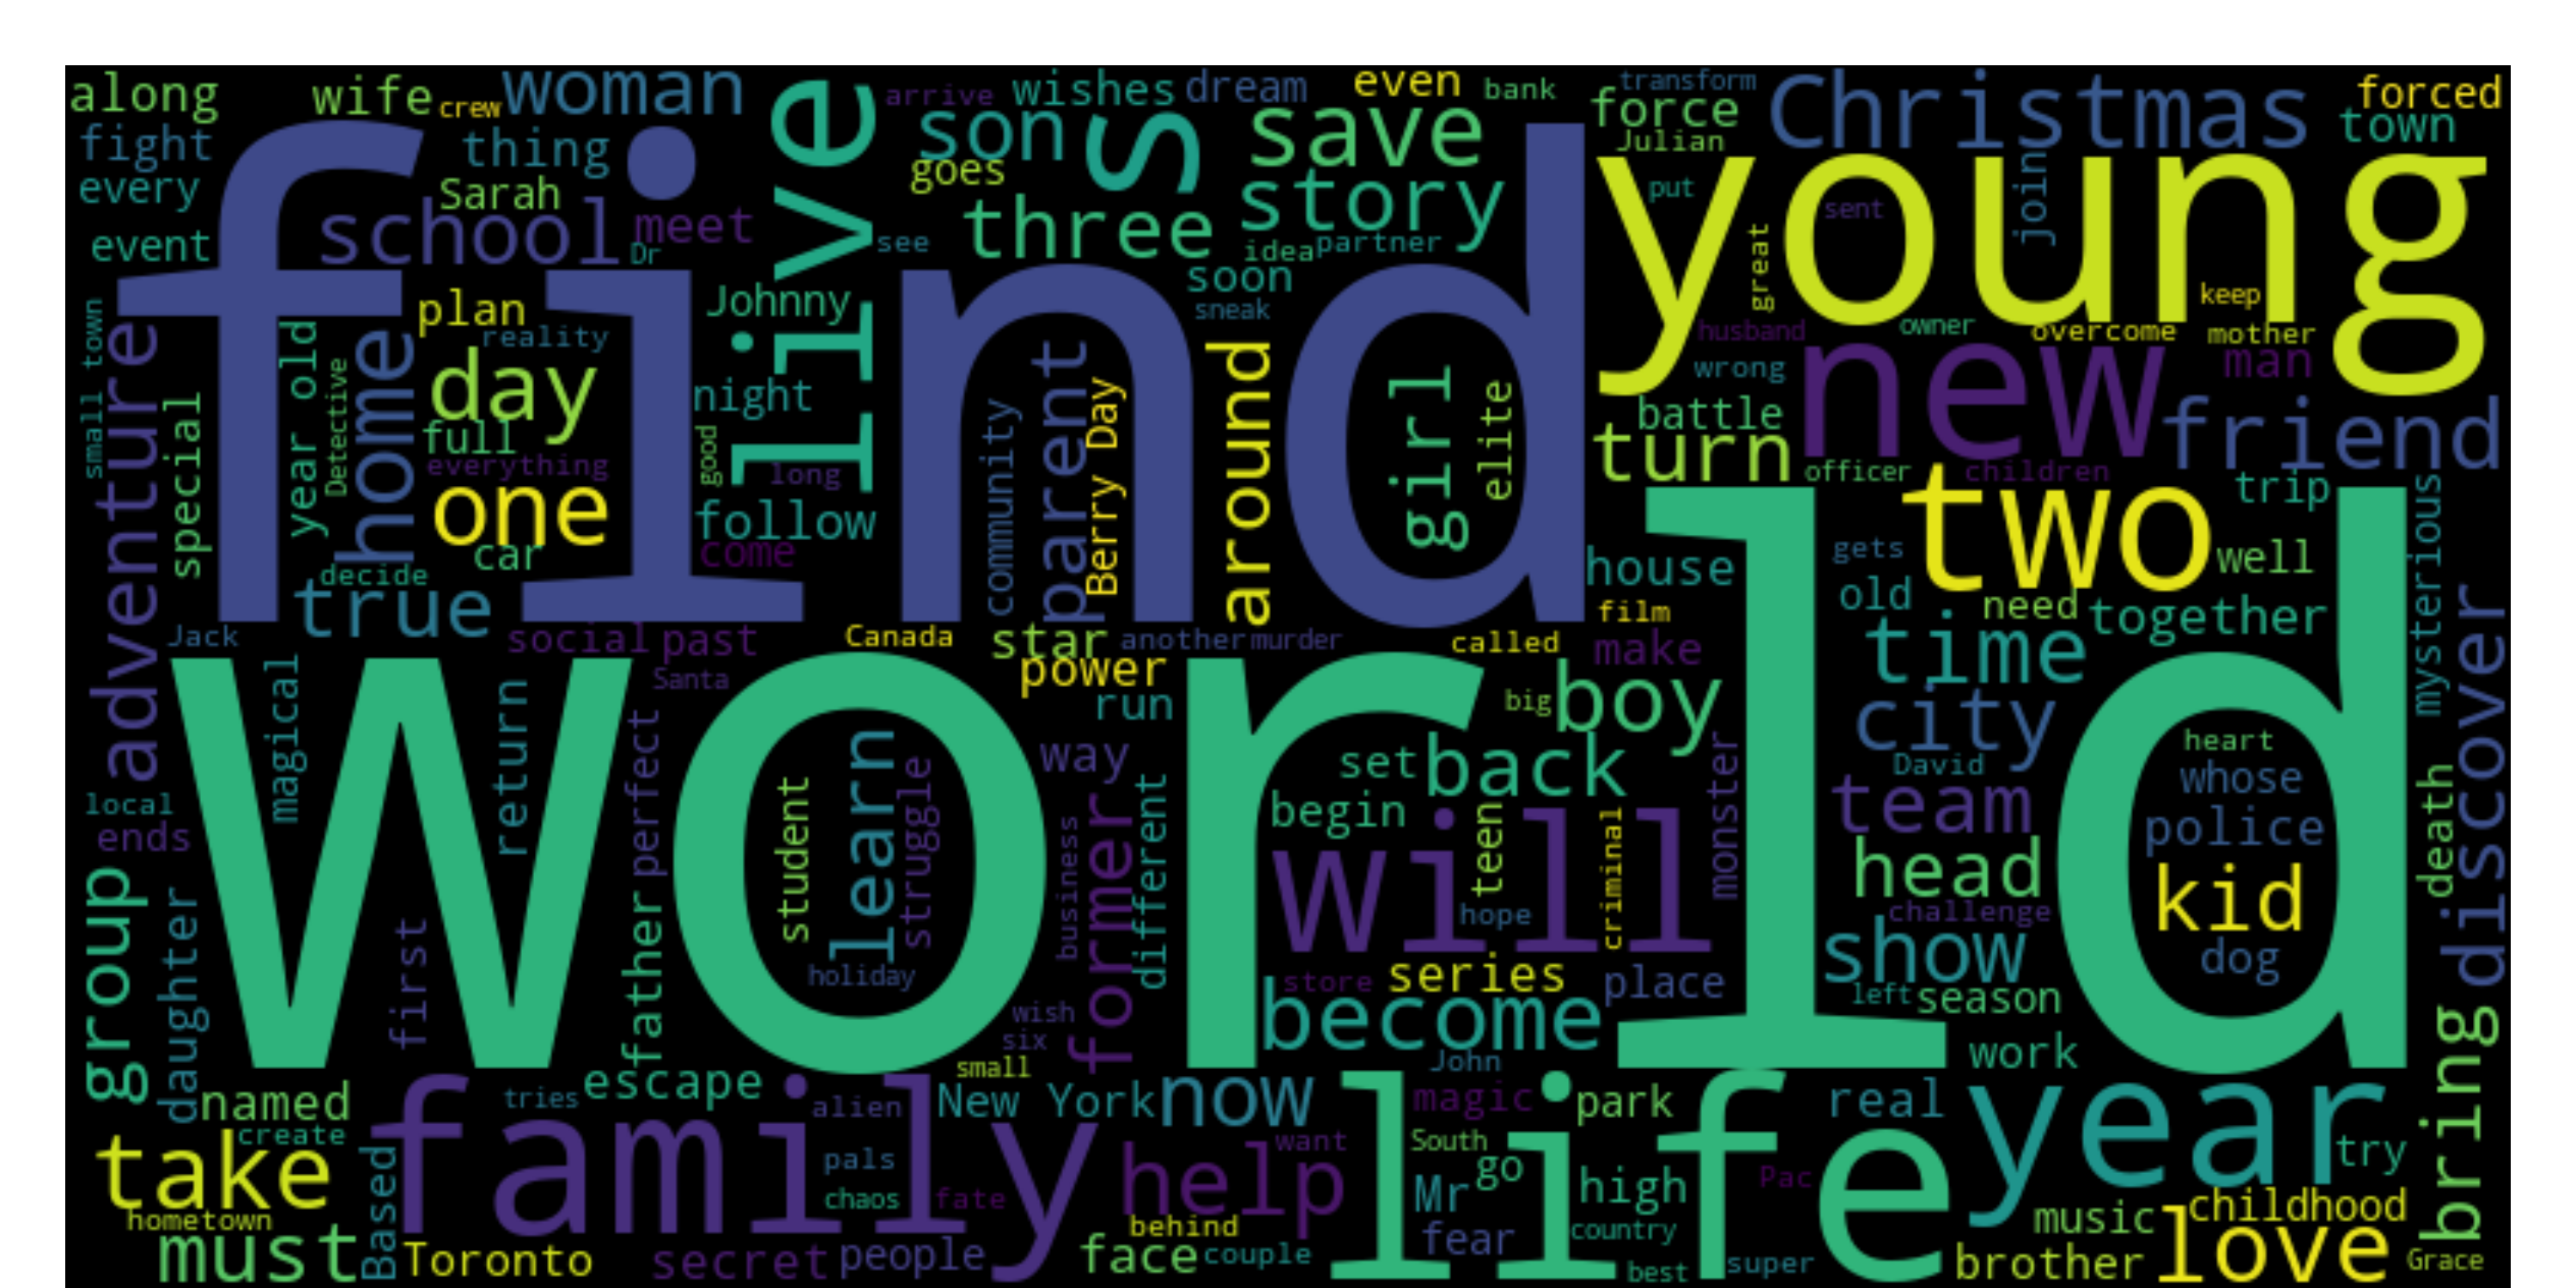 along
wife
crew
woman
arrive
wishes
dream
even
bank
transform
Christmas
forced
fight
thing
live
son
s
save
force
town
every
Sarah
goes
story
Julian
young
event
school
meet
Dr
see
three
idea
partner
put
sent
join
find
soon
great
plan
Johnny
sneak
keep
small town
adventure
reality
husband
owner
overcome
mother
year old
home
day
night
parent
around
girl
wrong
new
man
special
Detective
full
good
community
Berry Day
elite
battle
friend
everything
long
turn
officer
children
one
follow
two
trip
mysterious
car
come
house
gets
well
decide
true
film
old
need
together
Jack
social
past
Canada
star
another
murder
called
make
time
discover
world
magical
return
Santa
power
run
big
boy
city
perfect
way
set
back
monster
David
heart
whose
local
student
learn
struggle
different
begin
team
police
death
ends
former
business
will
teen
criminal
head
kid
group
daughter
first
father
holiday
hope
challenge
show
dog
store
series
place
left
season
wish
six
become
work
small
John
bring
named
tries
escape
alien
New York
now
magic
park
real
year
create
family
South
want
life
try
take
Based
pals
help
Mr
go
high
Pac
chaos
fate
hometown
behind
fear
country
music
childhood
must
Toronto
secret
people
face
couple
best
super
brother
love
Grace